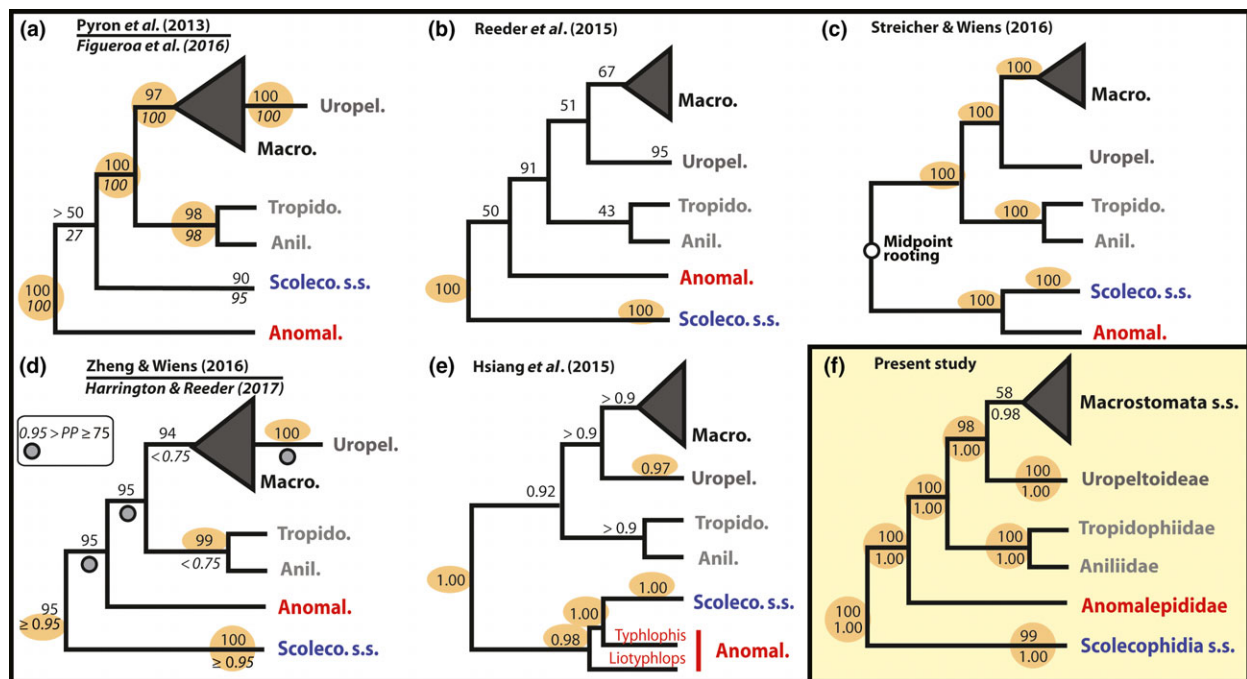 (a) Pyron et al. (2013)
Figueroa et al. (2016)
97
100
100
100
Uropel.
Macro.
100
100
98
98
Tropido.
Anil.
> 50
27
90
95
Scoleco. s.s.
100
100
Anomal.
(b) Reeder et al. (2015)
67
Macro.
51
95
Uropel.
91
Tropido.
43
Anil.
50
Anomal.
100
100
Scoleco. s.s.
(c) Streicher & Wiens (2016)
100
Macro.
100
Uropel.
100
Tropido.
100
Anil.
Midpoint
rooting
100
Scoleco. s.s.
100
Anomal.
(d) Zheng & Wiens (2016)
Harrington & Reeder (2017)
0.95 > PP ≥ 75
94
< 0.75
100
Uropel.
Macro.
95
99
< 0.75
Tropido.
Anil.
95
Anomal.
95
≥ 0.95
100
≥ 0.95
Scoleco. s.s.
(e) Hsiang et al. (2015)
> 0.9
Macro.
> 0.9
0.97
Uropel.
0.92
Tropido.
> 0.9
Anil.
1.00
1.00
Scoleco. s.s.
1.00
0.98
Typhlophis
Liotyphlops
Anomal.
(f) Present study
58
0.98
Macrostomata s.s.
98
1.00
100
1.00
Uropeltoideae
100
1.00
Tropidophiidae
100
1.00
Aniliidae
100
1.00
Anomalepididae
100
1.00
99
1.00
Scolecophidia s.s.